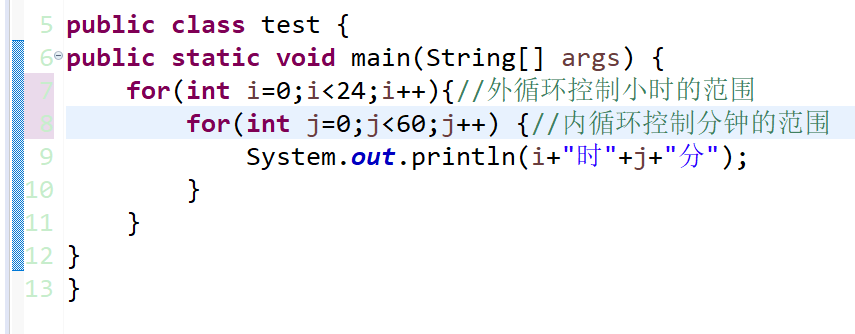 5 public class test {
6 public static void main(String[] args) {
7 for(int i=0;i<24;i++){//外循环控制小时的范围
8 for(int j=0;j<60;j++) {//内循环控制分钟的范围
9 System.out.println(i+"时"+j+"分");
10 }
11 }
12 }
13 }